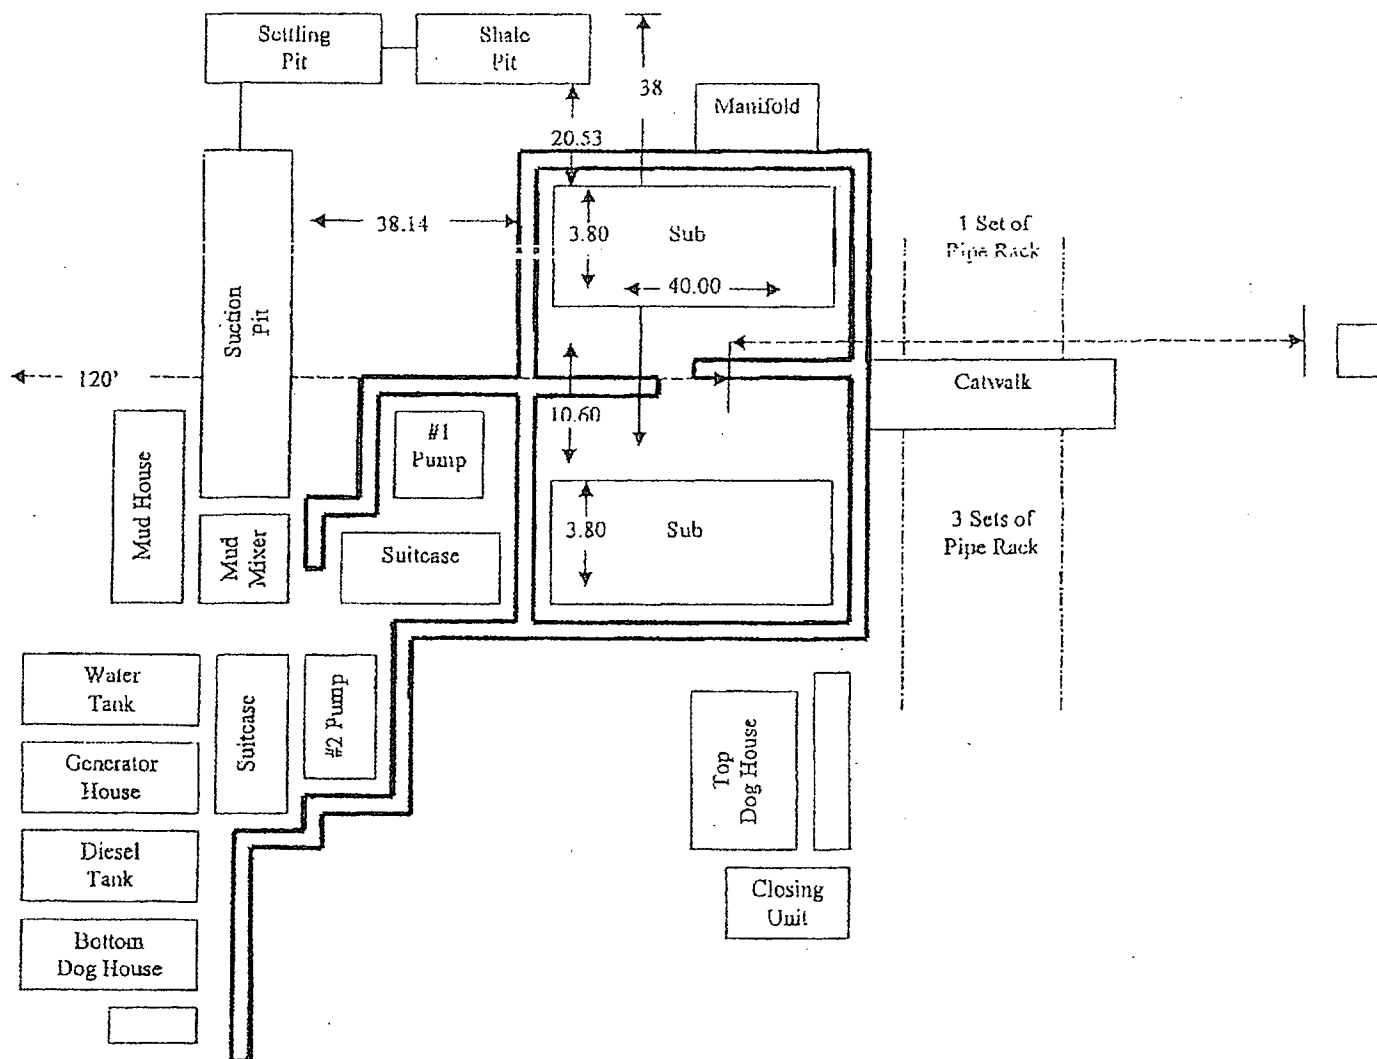 Settling
Pit
Shale
Pit
38
Manifold
20.53
38.14
3.80
Sub
1 Set of
Pipe Rack
40.00
Suction
Pit
120'
Catwalk
10.60
#1
Pump
Mud House
Mud
Mixer
Suitcase
3.80
Sub
3 Sets of
Pipe Rack
Water
Tank
Suitcase
#2 Pump
Generator
House
Top
Dog House
Diesel
Tank
Closing
Unit
Bottom
Dog House